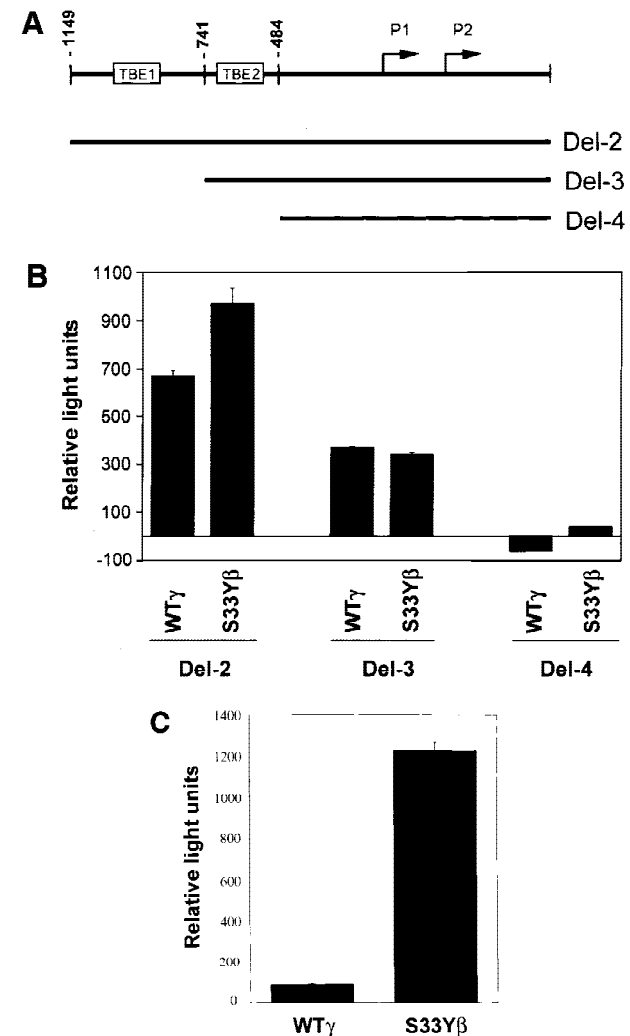 A
- 1149
- 741
- 484
P1
P2
TBE1
TBE2
Del-2
Del-3
Del-4
B
Relative light units
1100
900
700
500
300
100
-100
WTγ
S33Yβ
WTγ
S33Yβ
WTγ
S33Yβ
Del-2
Del-3
Del-4
C
Relative light units
1400
1200
1000
800
600
400
200
0
WTγ
S33Yβ